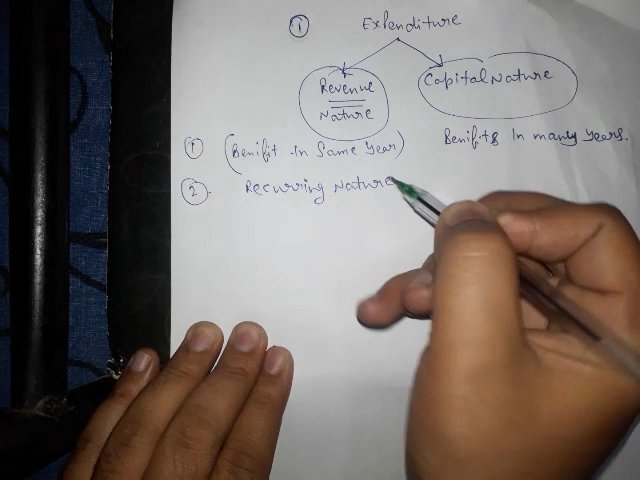 ① Expenditure
Revenue Nature
Capital Nature
① (Benifit in Same Year) Benifits In many Years.
②. Recurring Nature